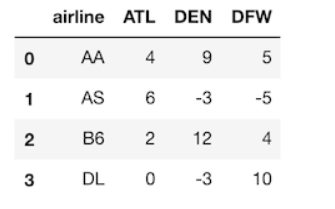 airline ATL DEN DFW
0 AA 4 9 5
1 AS 6 -3 -5
2 B6 2 12 4
3 DL 0 -3 10